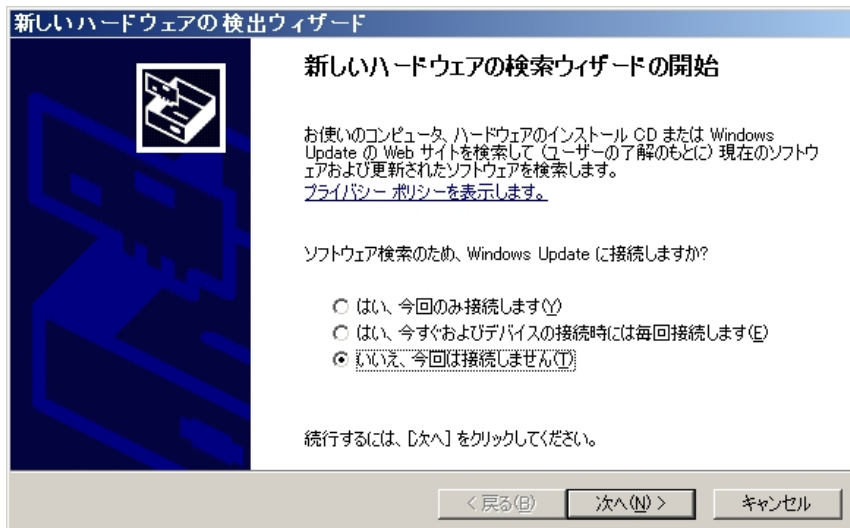 新しいハードウェアの検出ウィザード
新しいハードウェアの検索ウィザードの開始
お使いのコンピュータ、ハードウェアのインストール CD または Windows
Update の Web サイトを検索して (ユーザーの了解のもとに) 現在のソフトウ
ェアおよび更新されたソフトウェアを検索します。
プライバシー ポリシーを表示します。
ソフトウェア検索のため、Windows Update に接続しますか?
はい、今回のみ接続します(Y)
はい、今すぐおよびデバイスの接続時には毎回接続します(E)
いいえ、今回は接続しません(T)
続行するには、[次へ] をクリックしてください。
< 戻る(B)
次へ(N) >
キャンセル